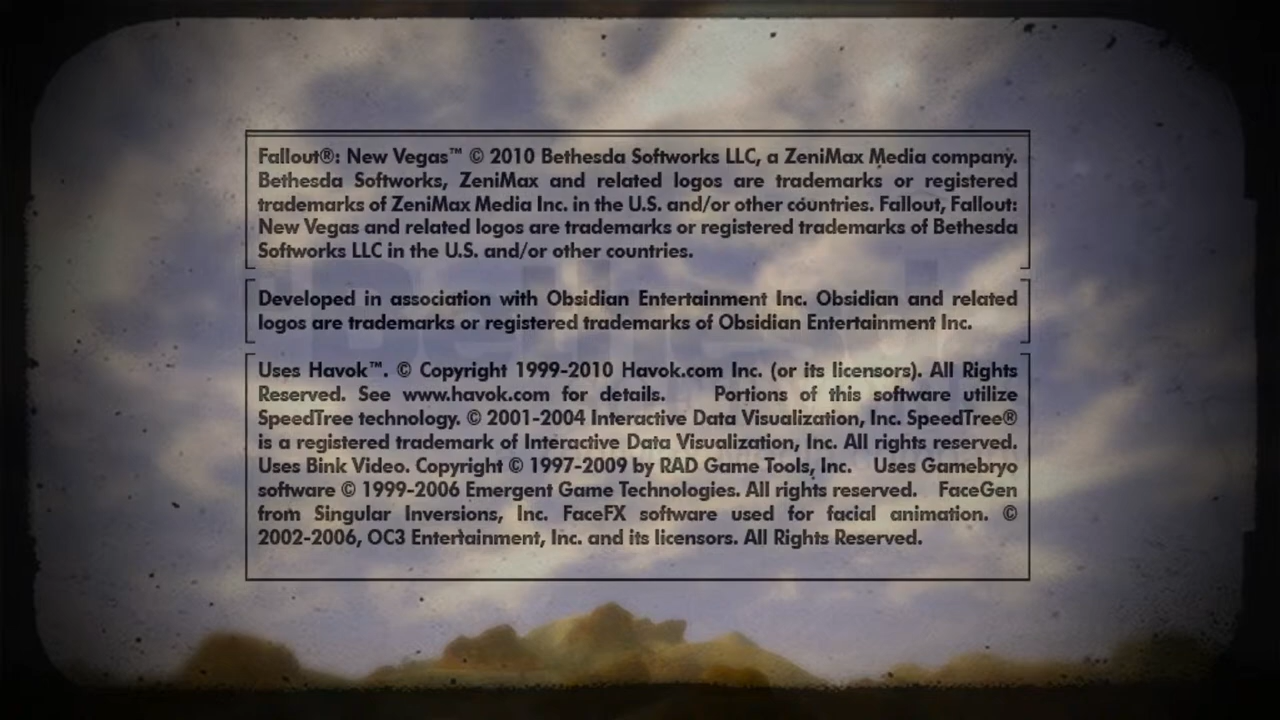 Fallout®: New Vegas™ © 2010 Bethesda Softworks LLC, a ZeniMax Media company.
Bethesda Softworks, ZeniMax and related logos are trademarks or registered
trademarks of ZeniMax Media Inc. in the U.S. and/or other countries. Fallout, Fallout:
New Vegas and related logos are trademarks or registered trademarks of Bethesda
Softworks LLC in the U.S. and/or other countries.
Developed in association with Obsidian Entertainment Inc. Obsidian and related
logos are trademarks or registered trademarks of Obsidian Entertainment Inc.
Uses Havok™. © Copyright 1999-2010 Havok.com Inc. (or its licensors). All Rights
Reserved. See www.havok.com for details. Portions of this software utilize
SpeedTree technology. © 2001-2004 Interactive Data Visualization, Inc. SpeedTree®
is a registered trademark of Interactive Data Visualization, Inc. All rights reserved.
Uses Bink Video. Copyright © 1997-2009 by RAD Game Tools, Inc. Uses Gamebryo
software © 1999-2006 Emergent Game Technologies. All rights reserved. FaceGen
from Singular Inversions, Inc. FaceFX software used for facial animation. ©
2002-2006, OC3 Entertainment, Inc. and its licensors. All Rights Reserved.